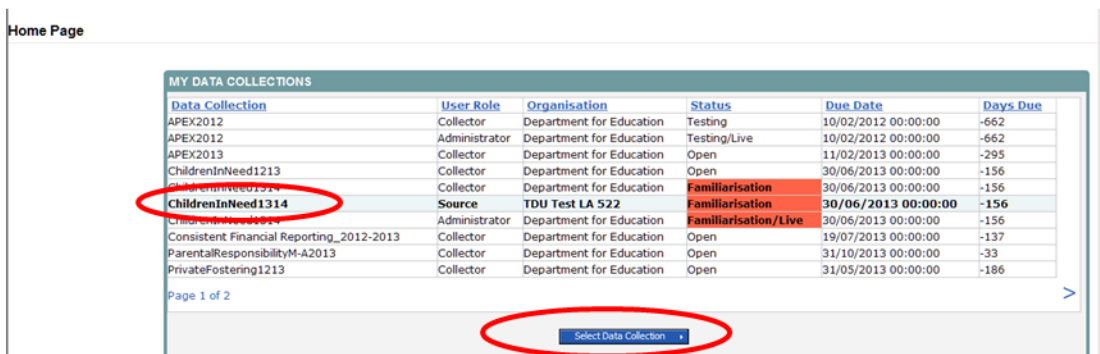 Home Page
MY DATA COLLECTIONS
Data Collection User Role Organisation Status Due Date Days Due
APEX2012 Collector Department for Education Testing 10/02/2012 00:00:00 -662
APEX2012 Administrator Department for Education Testing/Live 10/02/2012 00:00:00 -662
APEX2013 Collector Department for Education Open 11/02/2013 00:00:00 -295
ChildrenInNeed1213 Collector Department for Education Open 30/06/2013 00:00:00 -156
ChildrenInNeed1314 Collector Department for Education Familiarisation 30/06/2013 00:00:00 -156
ChildrenInNeed1314 Source TDU Test LA 522 Familiarisation 30/06/2013 00:00:00 -156
ChildrenInNeed1314 Administrator Department for Education Familiarisation/Live 30/06/2013 00:00:00 -156
Consistent Financial Reporting_2012-2013 Collector Department for Education Open 19/07/2013 00:00:00 -137
ParentalResponsibilityM-A2013 Collector Department for Education Open 31/10/2013 00:00:00 -33
PrivateFostering1213 Collector Department for Education Open 31/05/2013 00:00:00 -186
Page 1 of 2 >
Select Data Collection